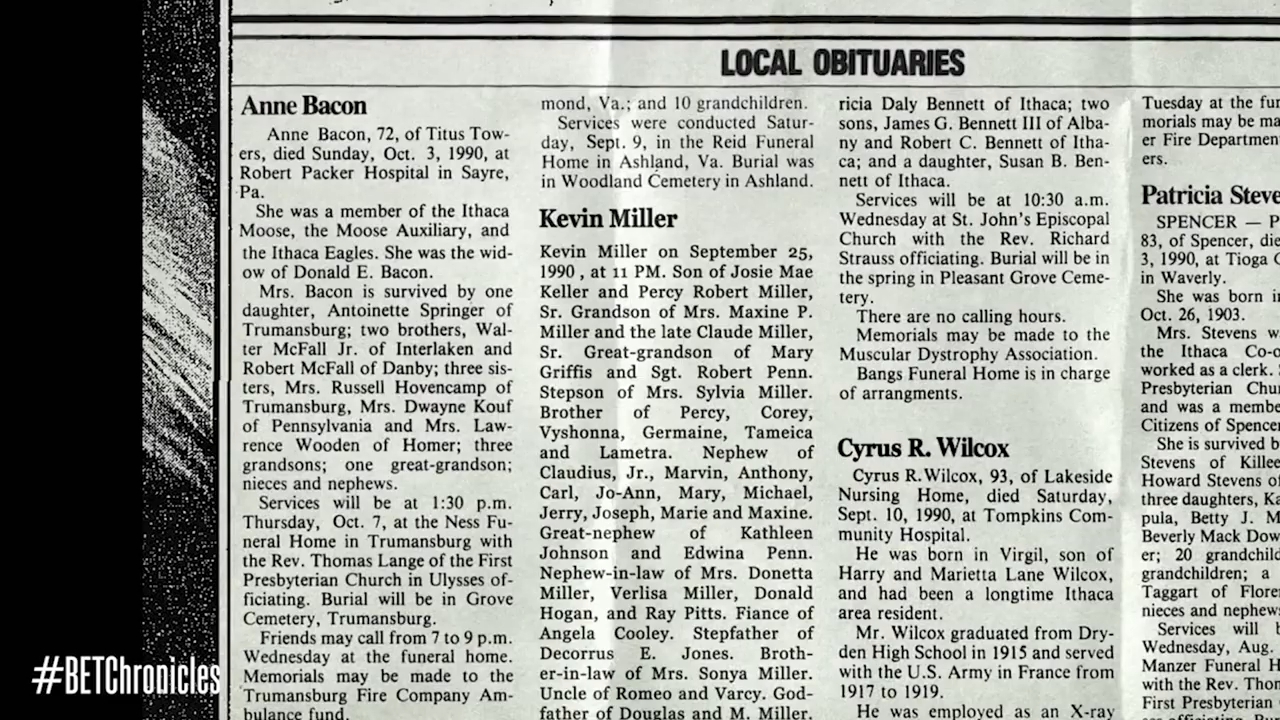 LOCAL OBITUARIES
Anne Bacon
Anne Bacon, 72, of Titus Tow-
ers, died Sunday, Oct. 3, 1990, at
Robert Packer Hospital in Sayre,
Pa.
She was a member of the Ithaca
Moose, the Moose Auxiliary, and
the Ithaca Eagles. She was the wid-
ow of Donald E. Bacon.
Mrs. Bacon is survived by one
daughter, Antoinette Springer of
Trumansburg; two brothers, Wal-
ter McFall Jr. of Interlaken and
Robert McFall of Danby; three sis-
ters, Mrs. Russell Hovencamp of
Trumansburg, Mrs. Dwayne Kouf
of Pennsylvania and Mrs. Law-
rence Wooden of Homer; three
grandsons; one great-grandson;
nieces and nephews.
Services will be at 1:30 p.m.
Thursday, Oct. 7, at the Ness Fu-
neral Home in Trumansburg with
the Rev. Thomas Lange of the First
Presbyterian Church in Ulysses of-
ficiating. Burial will be in Grove
Cemetery, Trumansburg.
Friends may call from 7 to 9 p.m.
Wednesday at the funeral home.
Memorials may be made to the
Trumansburg Fire Company Am-
bulance fund.
mond, Va.; and 10 grandchildren.
Services were conducted Satur-
day, Sept. 9, in the Reid Funeral
Home in Ashland, Va. Burial was
in Woodland Cemetery in Ashland.
Kevin Miller
Kevin Miller on September 25,
1990 , at 11 PM. Son of Josie Mae
Keller and Percy Robert Miller,
Sr. Grandson of Mrs. Maxine P.
Miller and the late Claude Miller,
Sr. Great-grandson of Mary
Griffis and Sgt. Robert Penn.
Stepson of Mrs. Sylvia Miller.
Brother of Percy, Corey,
Vyshonna, Germaine, Tameica
and Lametra. Nephew of
Claudius, Jr., Marvin, Anthony,
Carl, Jo-Ann, Mary, Michael,
Jerry, Joseph, Marie and Maxine.
Great-nephew of Kathleen
Johnson and Edwina Penn.
Nephew-in-law of Mrs. Donetta
Miller, Verlisa Miller, Donald
Hogan, and Ray Pitts. Fiance of
Angela Cooley. Stepfather of
Decorrus E. Jones. Broth-
er-in-law of Mrs. Sonya Miller.
Uncle of Romeo and Varcy. God-
father of Douglas and M. Miller.
ricia Daly Bennett of Ithaca; two
sons, James G. Bennett III of Alba-
ny and Robert C. Bennett of Itha-
ca; and a daughter, Susan B. Ben-
nett of Ithaca.
Services will be at 10:30 a.m.
Wednesday at St. John's Episcopal
Church with the Rev. Richard
Strauss officiating. Burial will be in
the spring in Pleasant Grove Ceme-
tery.
There are no calling hours.
Memorials may be made to the
Muscular Dystrophy Association.
Bangs Funeral Home is in charge
of arrangments.
Cyrus R. Wilcox
Cyrus R. Wilcox, 93, of Lakeside
Nursing Home, died Saturday,
Sept. 10, 1990, at Tompkins Com-
munity Hospital.
He was born in Virgil, son of
Harry and Marietta Lane Wilcox,
and had been a longtime Ithaca
area resident.
Mr. Wilcox graduated from Dry-
den High School in 1915 and served
with the U.S. Army in France from
1917 to 1919.
He was employed as an X-ray
Tuesday at the fu
morials may be ma
er Fire Departmen
ers.
Patricia Steve
SPENCER — P
83, of Spencer, die
3, 1990, at Tioga G
in Waverly.
She was born i
Oct. 26, 1903.
Mrs. Stevens w
the Ithaca Co-o
worked as a clerk.
Presbyterian Chu
and was a membe
Citizens of Spencer
She is survived b
Stevens of Killee
Howard Stevens of
three daughters, Ka
pula, Betty J. M
Beverly Mack Dow
er; 20 grandchild
grandchildren; a
Taggart of Flore
nieces and nephew
Services will b
Wednesday, Aug.
Manzer Funeral H
with the Rev. Thom
First Presbyterian
#BETChronicles